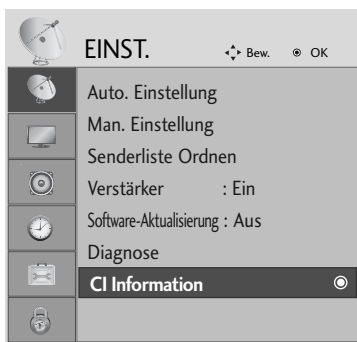 EINST. Bew. OK
Auto. Einstellung
Man. Einstellung
Senderliste Ordnen
Verstärker : Ein
Software-Aktualisierung : Aus
Diagnose
CI Information